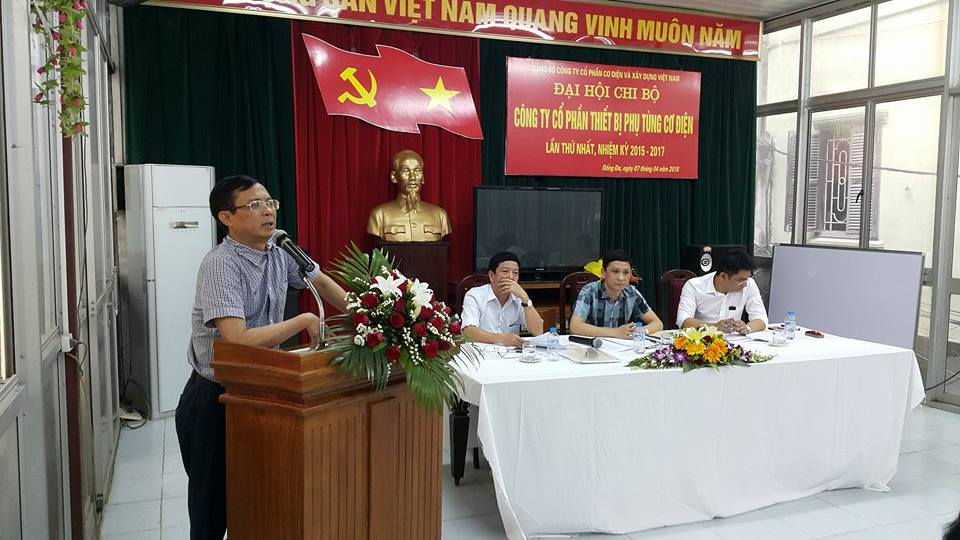 SẢN VIỆT NAM QUANG VINH MUÔN NĂM
ĐẢNG BỘ CÔNG TY CỔ PHẦN CƠ ĐIỆN VÀ XÂY DỰNG VIỆT NAM
ĐẠI HỘI CHI BỘ
CÔNG TY CỔ PHẦN THIẾT BỊ PHỤ TÙNG CƠ ĐIỆN
LẦN THỨ NHẤT, NHIỆM KỲ 2015 - 2017
Đống Đa, ngày 07 tháng 04 năm 2015